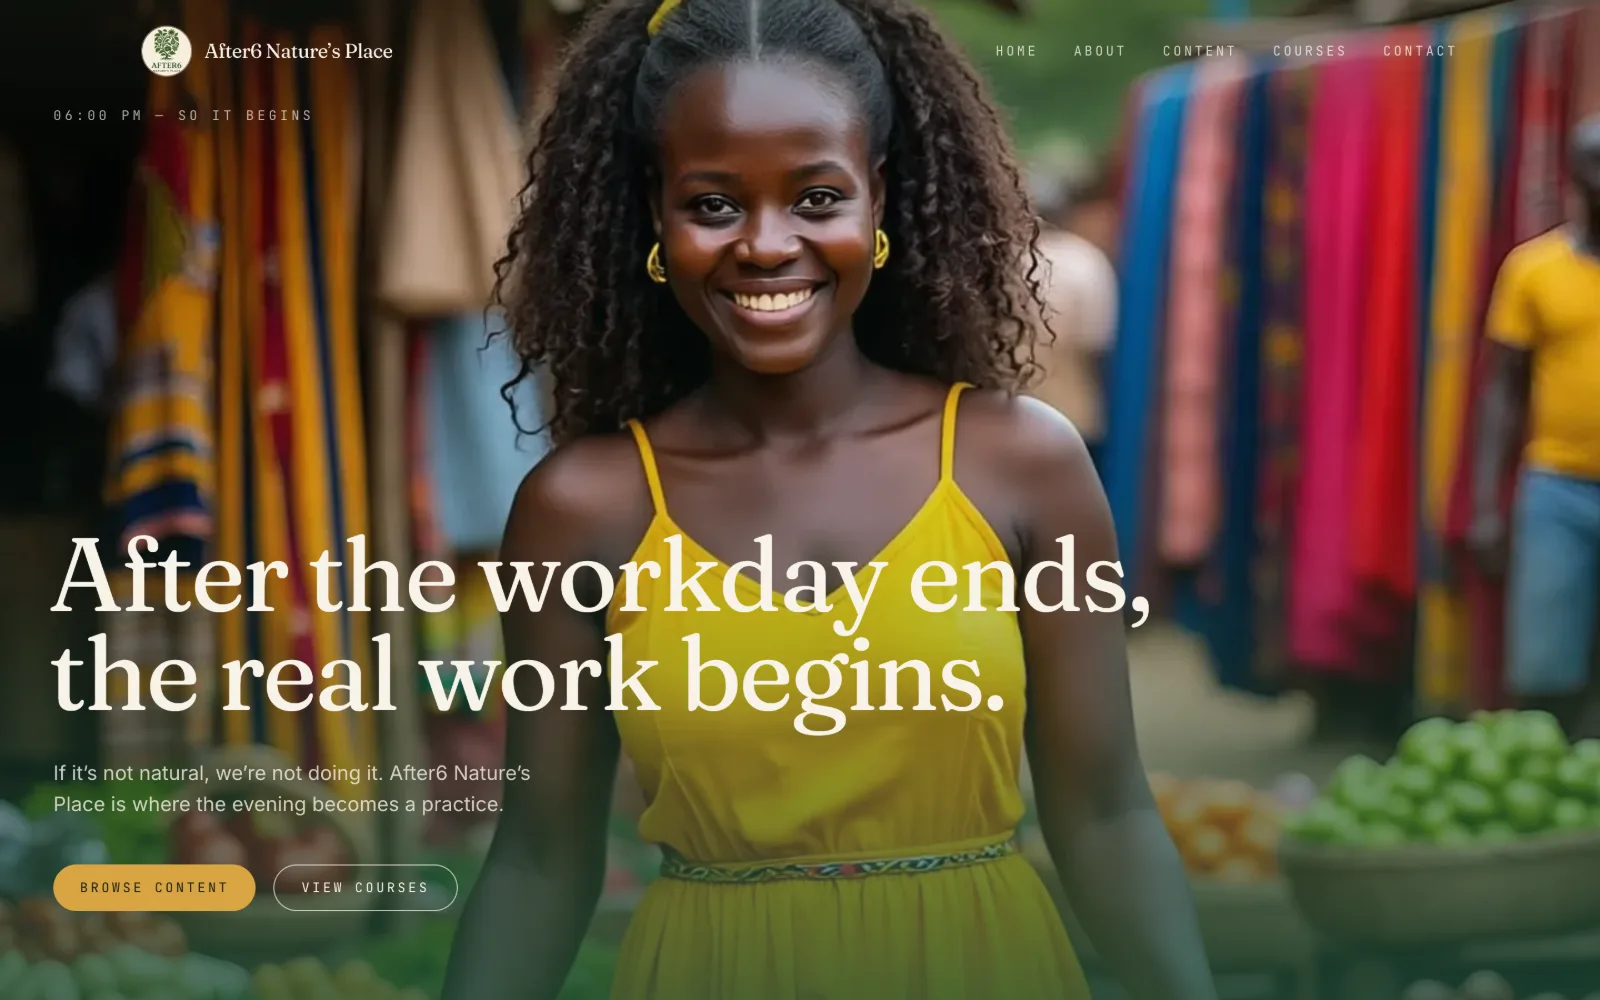 AFTER6
After6 Nature’s Place
HOME ABOUT CONTENT COURSES CONTACT
06:00 PM — SO IT BEGINS
After the workday ends,
the real work begins.
If it’s not natural, we’re not doing it. After6 Nature’s
Place is where the evening becomes a practice.
BROWSE CONTENT VIEW COURSES